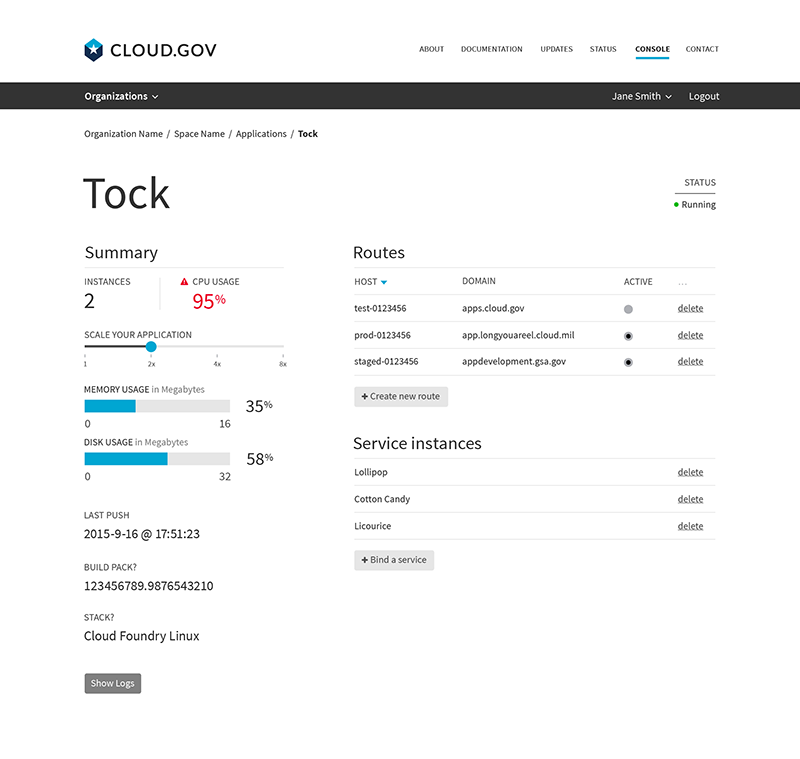 CLOUD.GOV
ABOUT DOCUMENTATION UPDATES STATUS CONSOLE CONTACT
Organizations
Jane Smith Logout
Organization Name / Space Name / Applications / Tock
Tock
STATUS
Running
Summary
INSTANCES
2
CPU USAGE
95%
SCALE YOUR APPLICATION
1 2x 4x 8x
MEMORY USAGE in Megabytes
35%
0 16
DISK USAGE in Megabytes
58%
0 32
LAST PUSH
2015-9-16 @ 17:51:23
BUILD PACK?
123456789.9876543210
STACK?
Cloud Foundry Linux
Show Logs
Routes
HOST DOMAIN ACTIVE ...
test-0123456 apps.cloud.gov delete
prod-0123456 app.longyouareel.cloud.mil delete
staged-0123456 appdevelopment.gsa.gov delete
+ Create new route
Service instances
Lollipop delete
Cotton Candy delete
Licourice delete
+ Bind a service